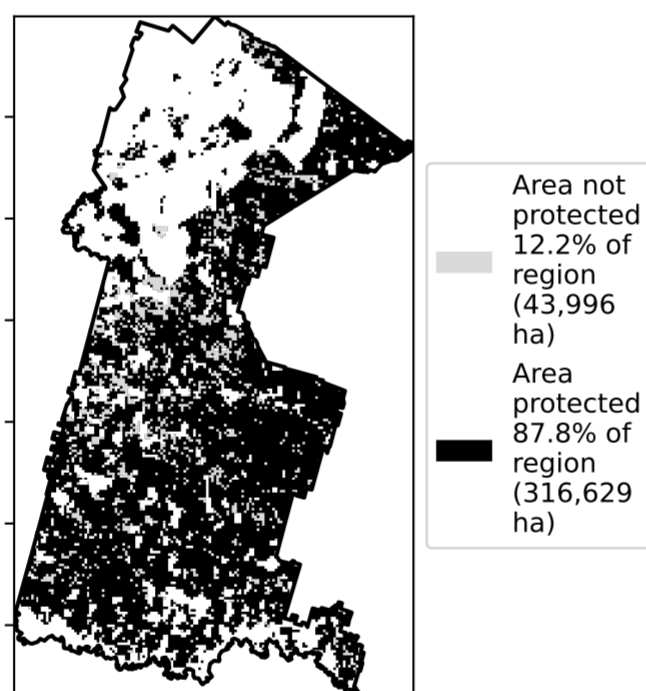 Area not
protected
12.2% of
region
(43,996
ha)
Area
protected
87.8% of
region
(316,629
ha)